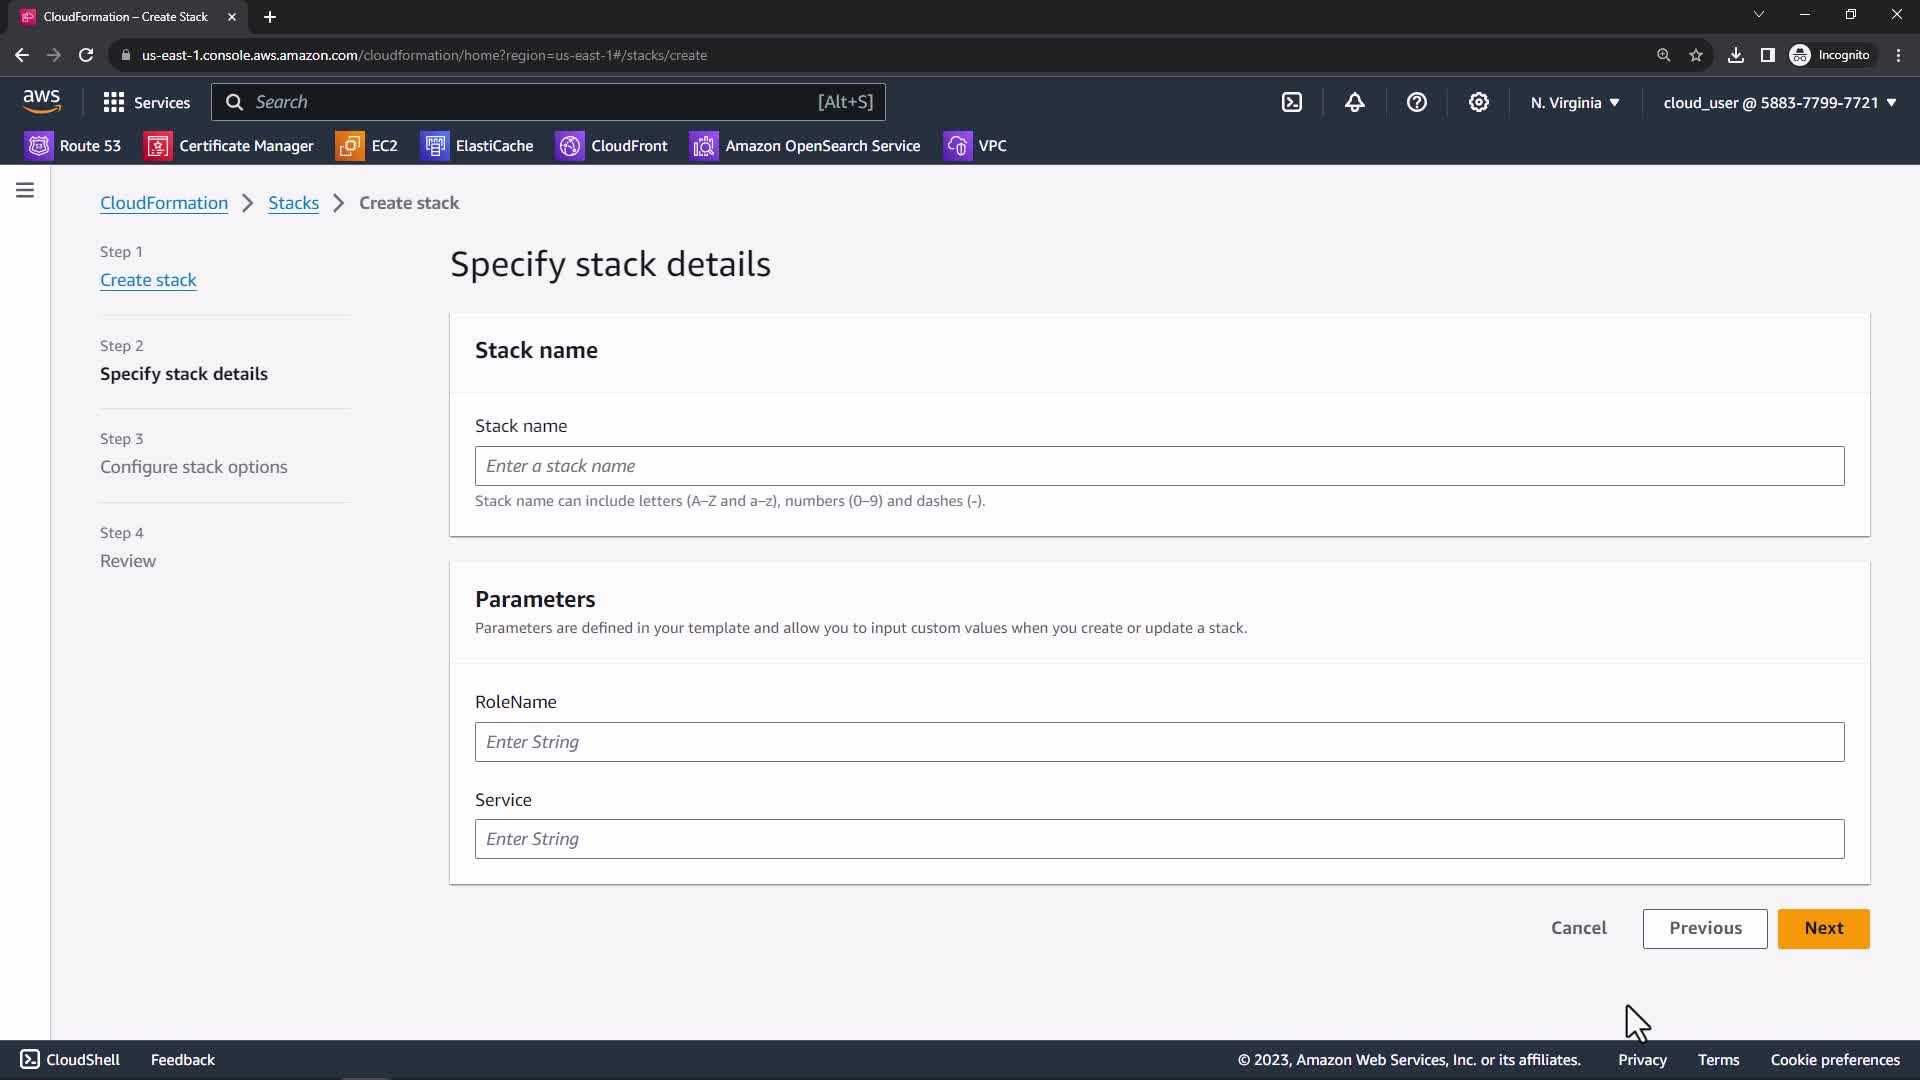 CloudFormation – Create Stack
us-east-1.console.aws.amazon.com/cloudformation/home?region=us-east-1#/stacks/create
Incognito
aws
Services
Search
[Alt+S]
N. Virginia
cloud_user @ 5883-7799-7721
Route 53
Certificate Manager
EC2
ElastiCache
CloudFront
Amazon OpenSearch Service
VPC
CloudFormation
Stacks
Create stack
Step 1
Create stack
Step 2
Specify stack details
Step 3
Configure stack options
Step 4
Review
Specify stack details
Stack name
Stack name
Enter a stack name
Stack name can include letters (A–Z and a–z), numbers (0–9) and dashes (-).
Parameters
Parameters are defined in your template and allow you to input custom values when you create or update a stack.
RoleName
Enter String
Service
Enter String
Cancel
Previous
Next
CloudShell
Feedback
© 2023, Amazon Web Services, Inc. or its affiliates.
Privacy
Terms
Cookie preferences